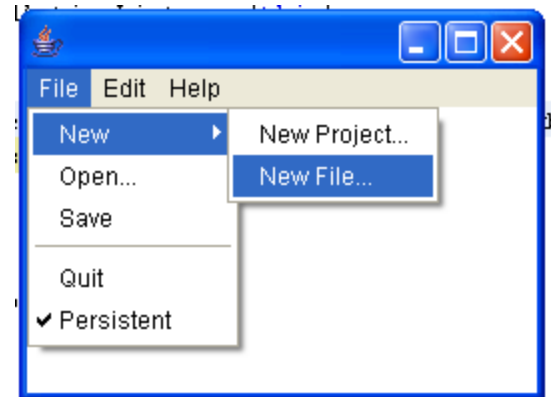 File Edit Help
New New Project...
Open... New File...
Save
Quit
Persistent